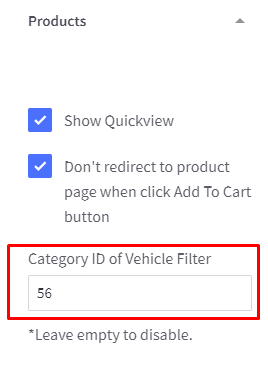 Products
Show Quickview
Don't redirect to product
page when click Add To Cart
button
Category ID of Vehicle Filter
56
*Leave empty to disable.